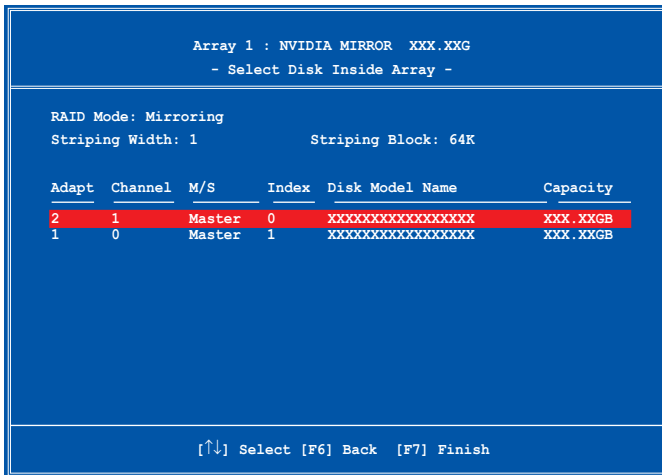 Array 1 : NVIDIA MIRROR XXX.XXG
- Select Disk Inside Array -
RAID Mode: Mirroring
Striping Width: 1 Striping Block: 64K
Adapt Channel M/S Index Disk Model Name Capacity
2 1 Master 0 XXXXXXXXXXXXXXXXX XXX.XXGB
1 0 Master 1 XXXXXXXXXXXXXXXXX XXX.XXGB
[↑↓] Select [F6] Back [F7] Finish